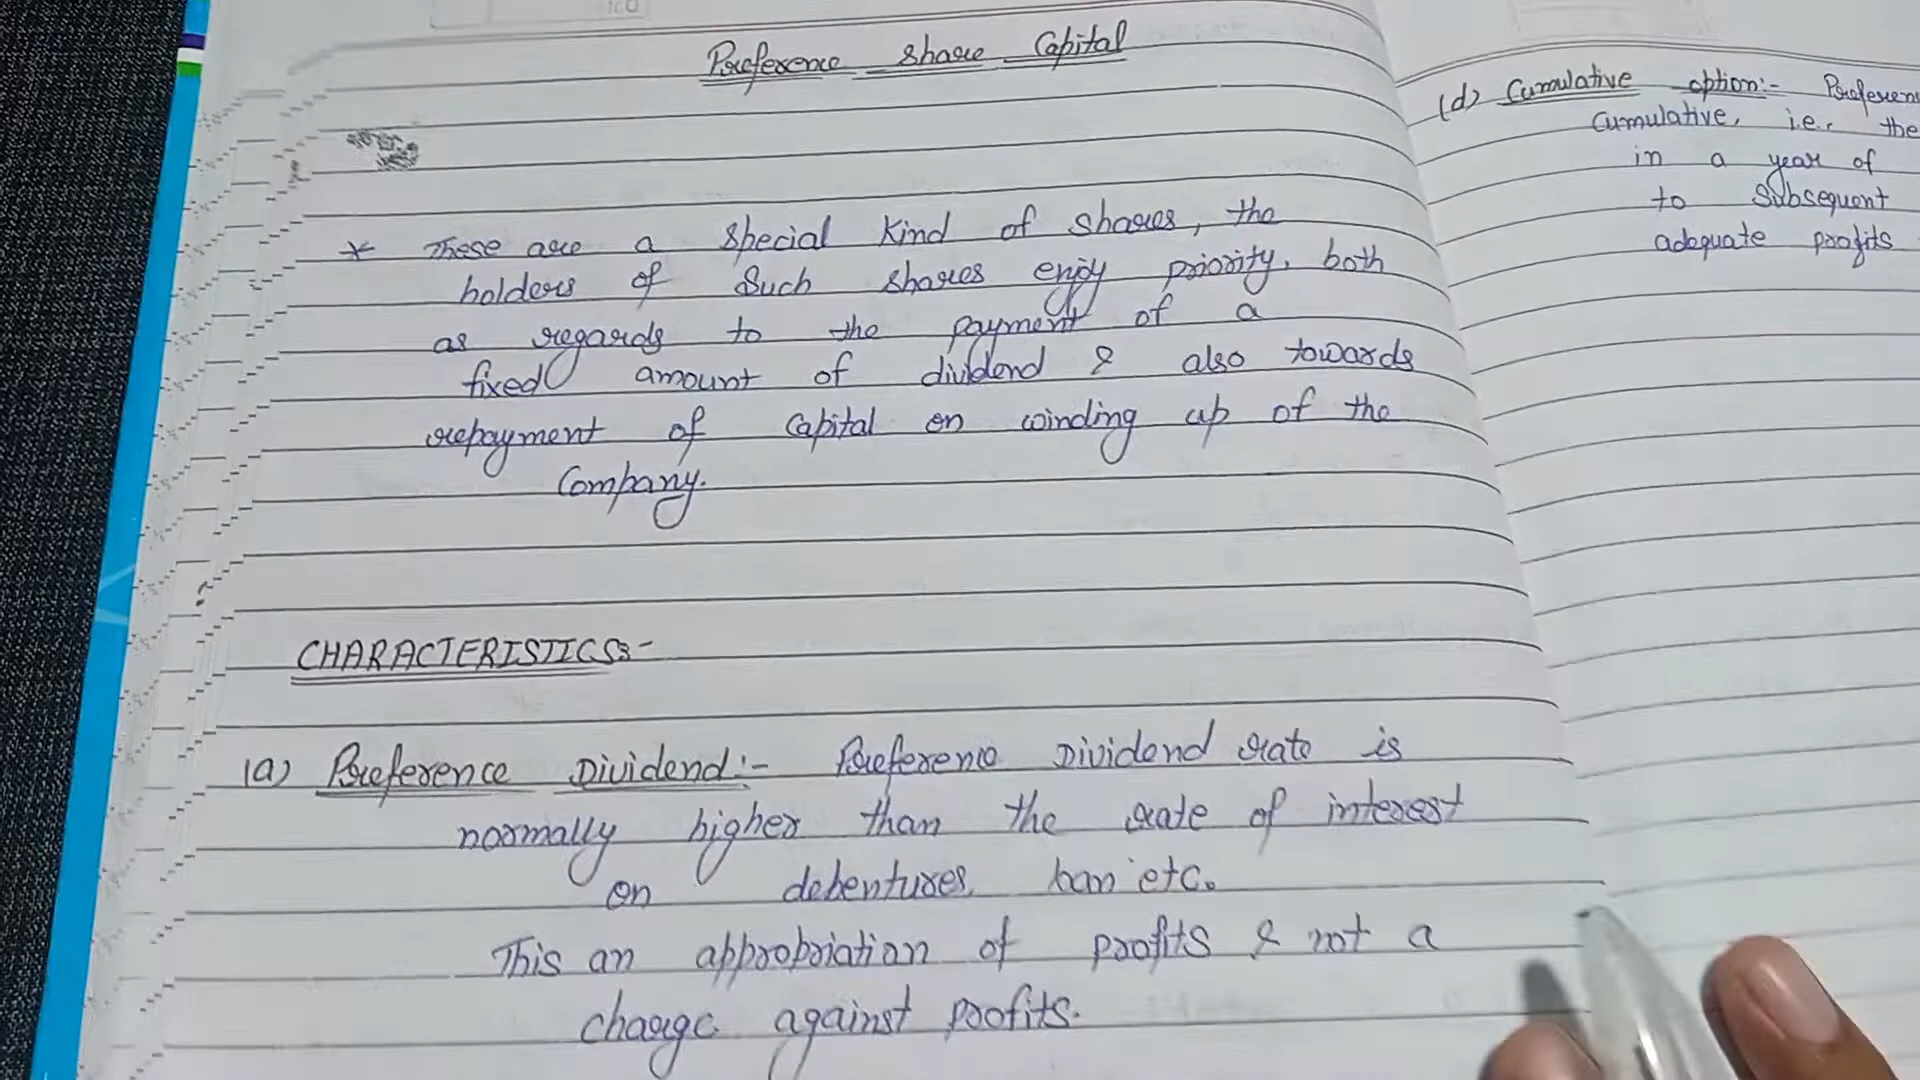 Preference Share Capital
* These are a special kind of shares, the
holders of such shares enjoy priority, both
as regards to the payment of a
fixed amount of dividend & also towards
repayment of capital on winding up of the
Company.
CHARACTERISTICS:-
(a) Preference Dividend:- Preference Dividend rate is
normally higher than the rate of interest
on debentures, loan etc.
This an appropriation of profits & not a
charge against profits.
(d) Cumulative option:-
Cumulative, i.e., the
in a year of
to subsequent
adequate profits